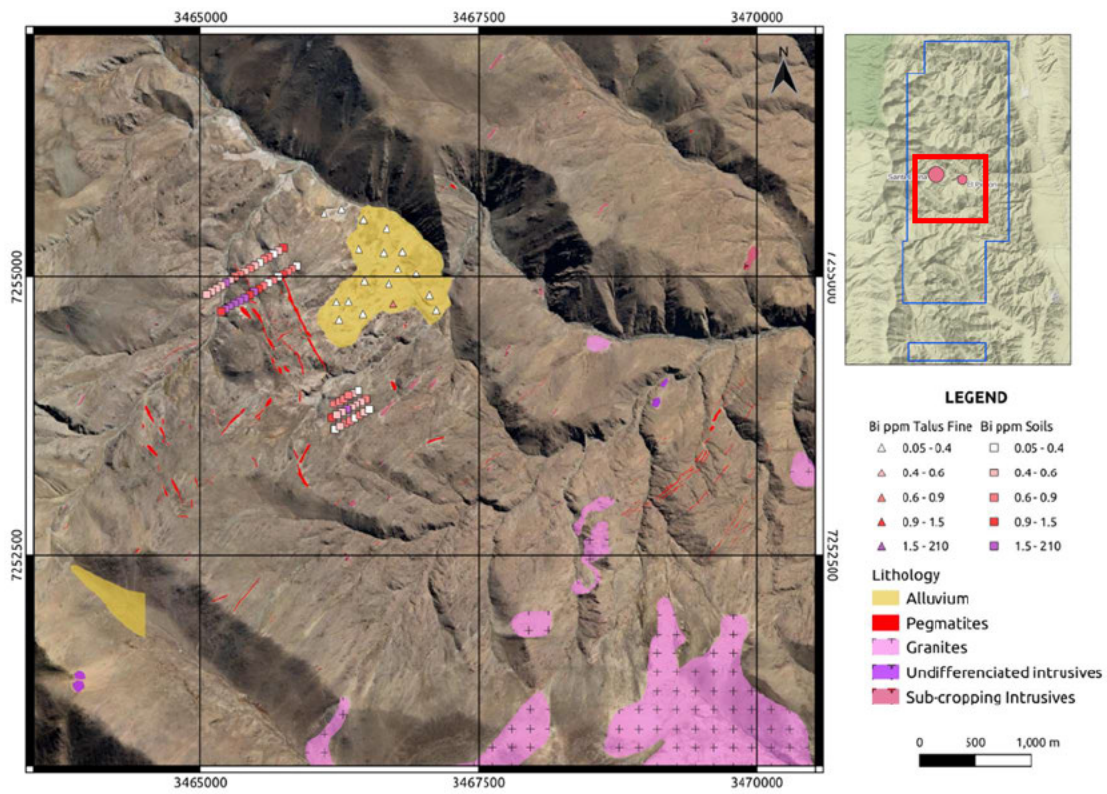 3465000 3467500 3470000
N
7255000
7252500 7252500
3465000 3467500 3470000
LEGEND
Bi ppm Talus Fine Bi ppm Soils
0.05 - 0.4 0.05 - 0.4
0.4 - 0.6 0.4 - 0.6
0.6 - 0.9 0.6 - 0.9
0.9 - 1.5 0.9 - 1.5
1.5 - 210 1.5 - 210
Lithology
Alluvium
Pegmatites
Granites
Undifferenciated intrusives
Sub-cropping Intrusives
0 500 1,000 m